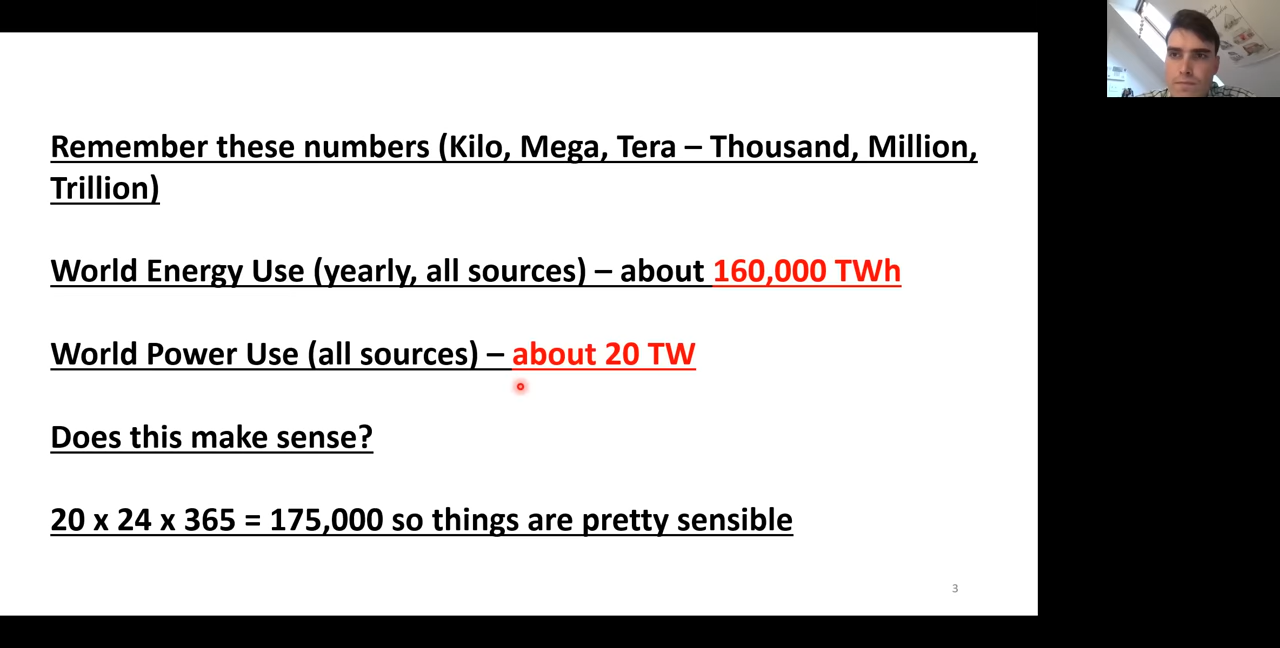 Remember these numbers (Kilo, Mega, Tera – Thousand, Million,
Trillion)
World Energy Use (yearly, all sources) – about 160,000 TWh
World Power Use (all sources) – about 20 TW
Does this make sense?
20 x 24 x 365 = 175,000 so things are pretty sensible
3